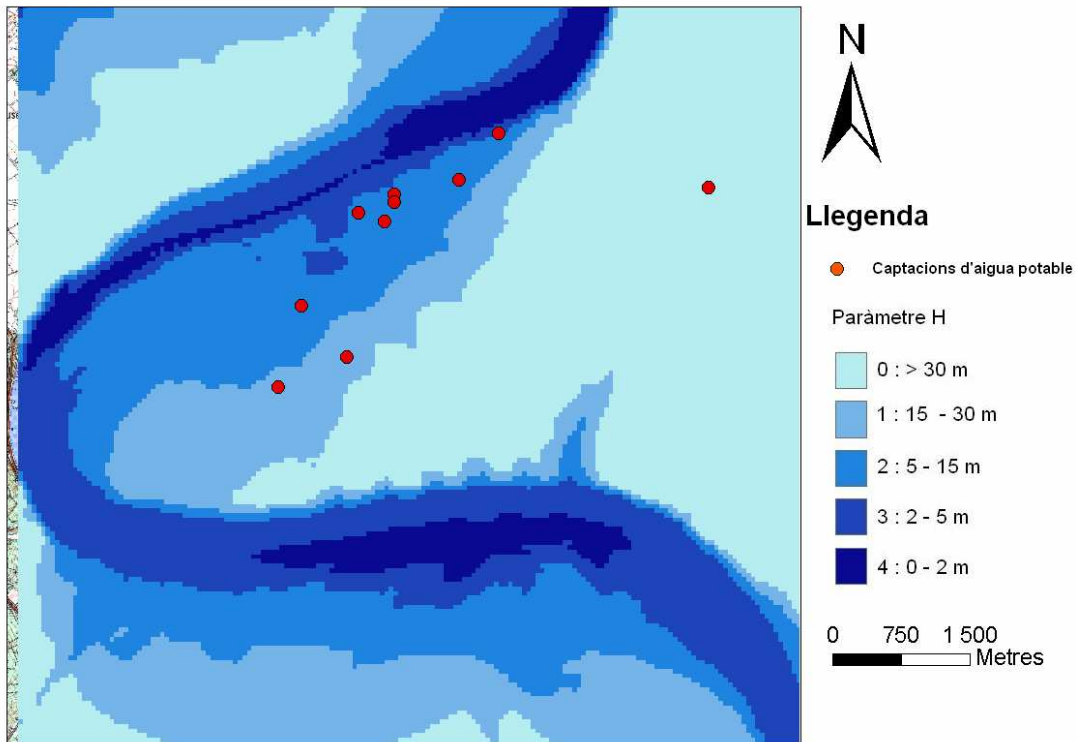 N
Llegenda
Captacions d'aigua potable
Paràmetre H
0 : > 30 m
1 : 15 - 30 m
2 : 5 - 15 m
3 : 2 - 5 m
4 : 0 - 2 m
0 750 1 500
Metres